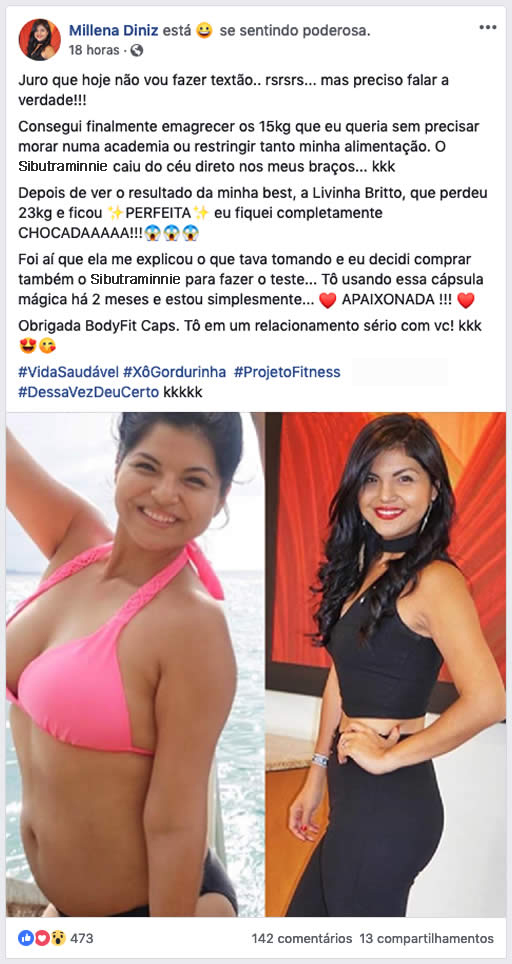 Millena Diniz está 😀 se sentindo poderosa.
18 horas ·
Juro que hoje não vou fazer textão.. rsrsrs... mas preciso falar a
verdade!!!
Consegui finalmente emagrecer os 15kg que eu queria sem precisar
morar numa academia ou restringir tanto minha alimentação. O
Sibutraminnie caiu do céu direto nos meus braços... kkk
Depois de ver o resultado da minha best, a Livinha Britto, que perdeu
23kg e ficou ✨PERFEITA✨ eu fiquei completamente
CHOCADAAAAA!!!😱😱😱
Foi aí que ela me explicou o que tava tomando e eu decidi comprar
também o Sibutraminnie para fazer o teste... Tô usando essa cápsula
mágica há 2 meses e estou simplesmente... ♥️ APAIXONADA !!! ♥️
Obrigada BodyFit Caps. Tô em um relacionamento sério com vc! kkk
😍😘
#VidaSaudável #XôGordurinha #ProjetoFitness
#DessaVezDeuCerto kkkkk
473 142 comentários 13 compartilhamentos